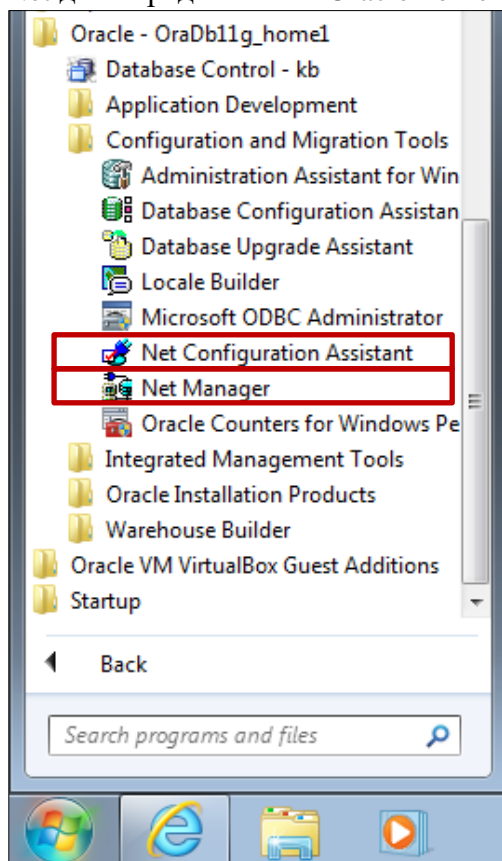 Oracle - OraDb11g_home1
Database Control - kb
Application Development
Configuration and Migration Tools
Administration Assistant for Win
Database Configuration Assistan
Database Upgrade Assistant
Locale Builder
Microsoft ODBC Administrator
Net Configuration Assistant
Net Manager
Oracle Counters for Windows Pe
Integrated Management Tools
Oracle Installation Products
Warehouse Builder
Oracle VM VirtualBox Guest Additions
Startup
Back
Search programs and files